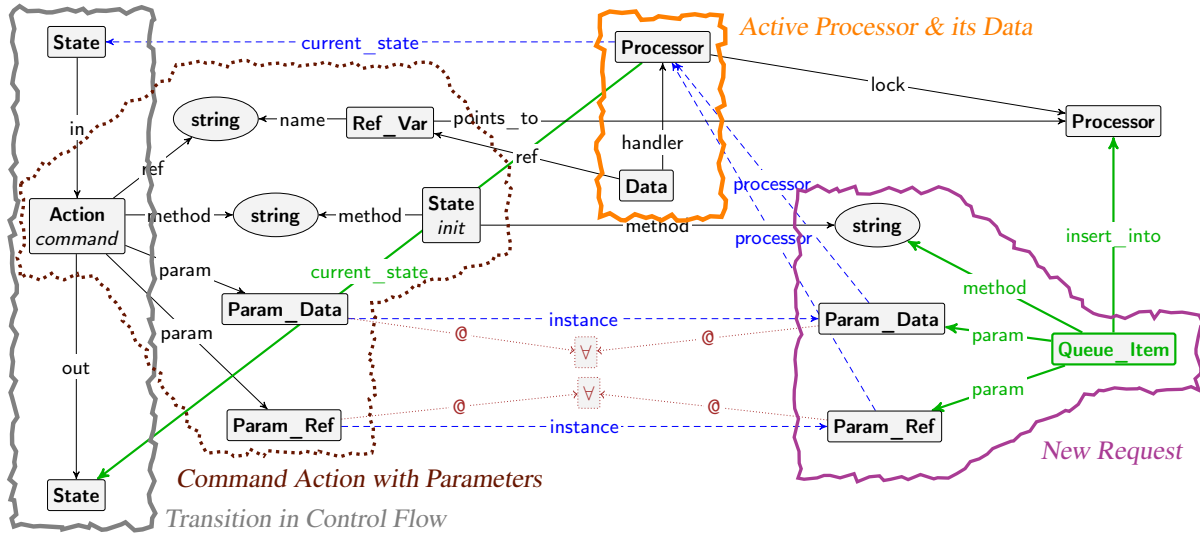 Active Processor & its Data
State
current_state
Processor
lock
string
name
Ref_Var
points_to
Processor
in
handler
ref
ref
Data
processor
Action
command
method
string
method
State
init
method
string
processor
insert_into
param
current_state
method
Param_Data
instance
Param_Data
param
@
@
param
∀
Queue_Item
out
∀
param
@
@
Param_Ref
instance
Param_Ref
New Request
Command Action with Parameters
State
Transition in Control Flow